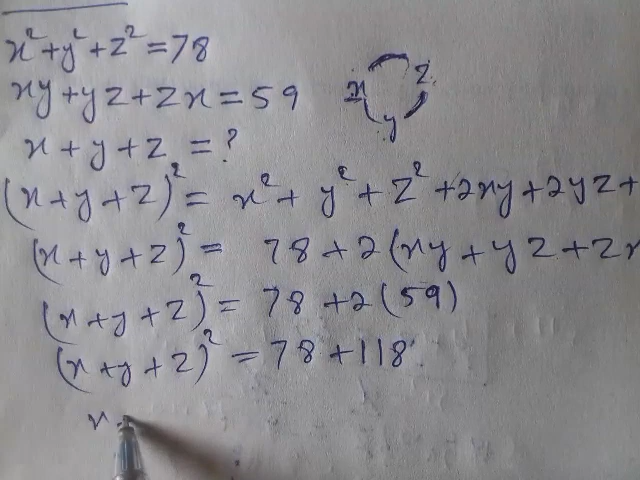 x²+y²+z²=78
xy+yz+zx=59
x z
y
x+y+z=?
(x+y+z)²= x²+y²+z²+2xy+2yz+
(x+y+z)²= 78+2(xy+yz+zx
(x+y+z)²= 78+2(59)
(x+y+z)²=78+118
x